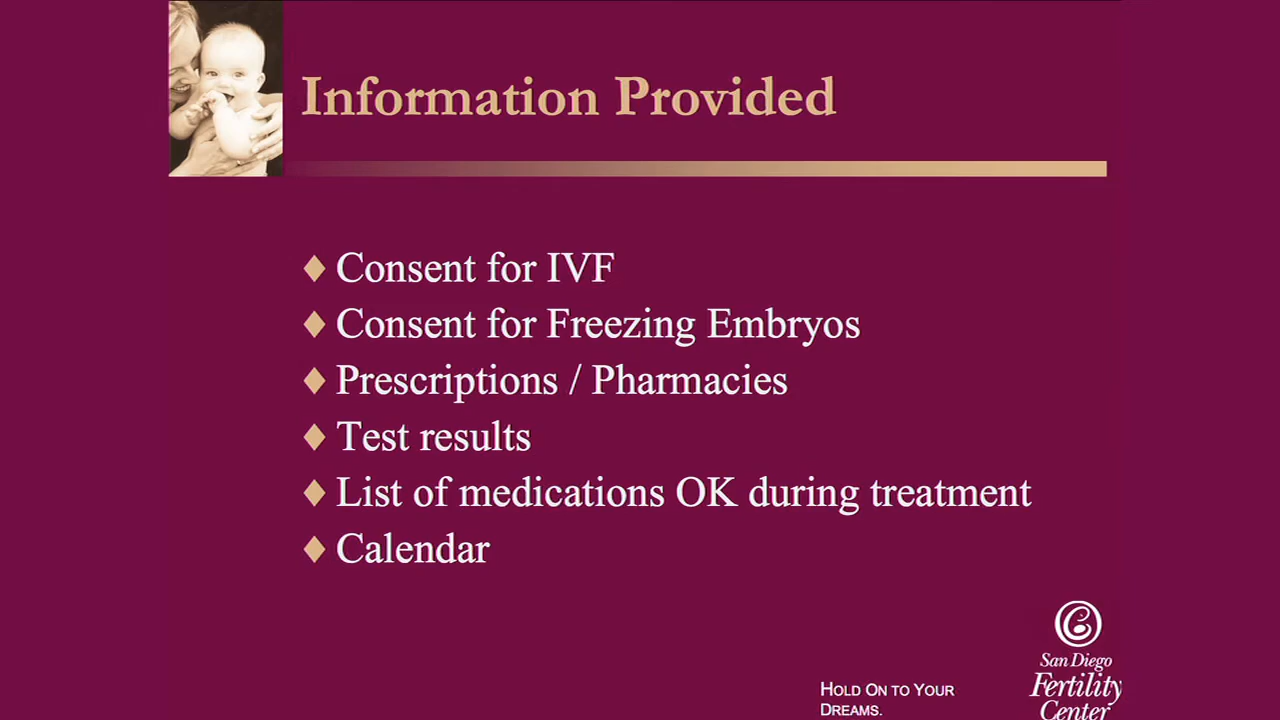 Information Provided
Consent for IVF
Consent for Freezing Embryos
Prescriptions / Pharmacies
Test results
List of medications OK during treatment
Calendar
HOLD ON TO YOUR
DREAMS.
San Diego
Fertility
Center